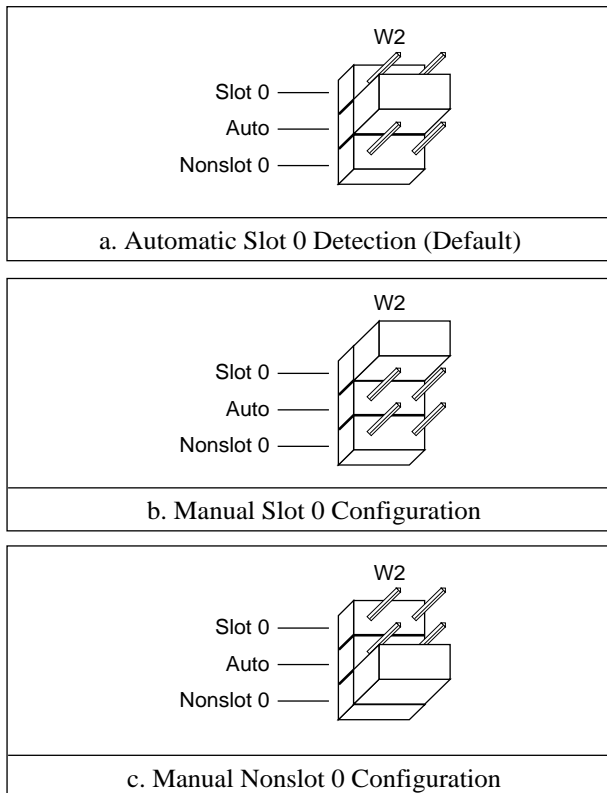 W2
Slot 0
Auto
Nonslot 0
a. Automatic Slot 0 Detection (Default)
W2
Slot 0
Auto
Nonslot 0
b. Manual Slot 0 Configuration
W2
Slot 0
Auto
Nonslot 0
c. Manual Nonslot 0 Configuration